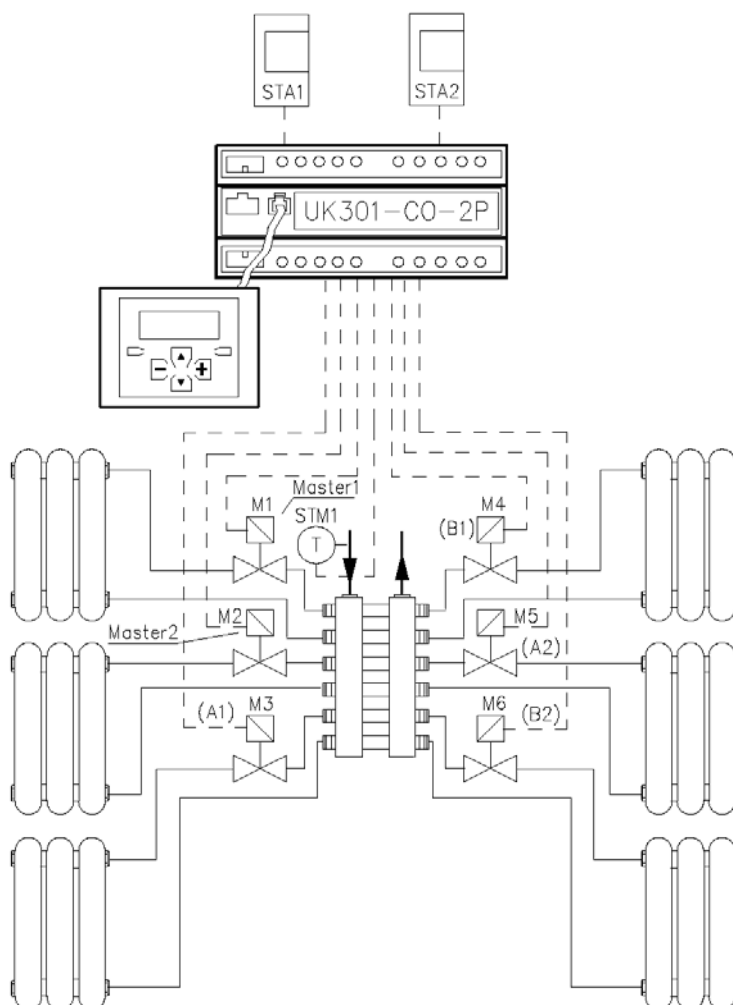 STA1
STA2
UK301-CO-2P
Master1
M1
STM1
T
M4
(B1)
M2
Master2
M5
(A2)
(A1)
M3
M6
(B2)